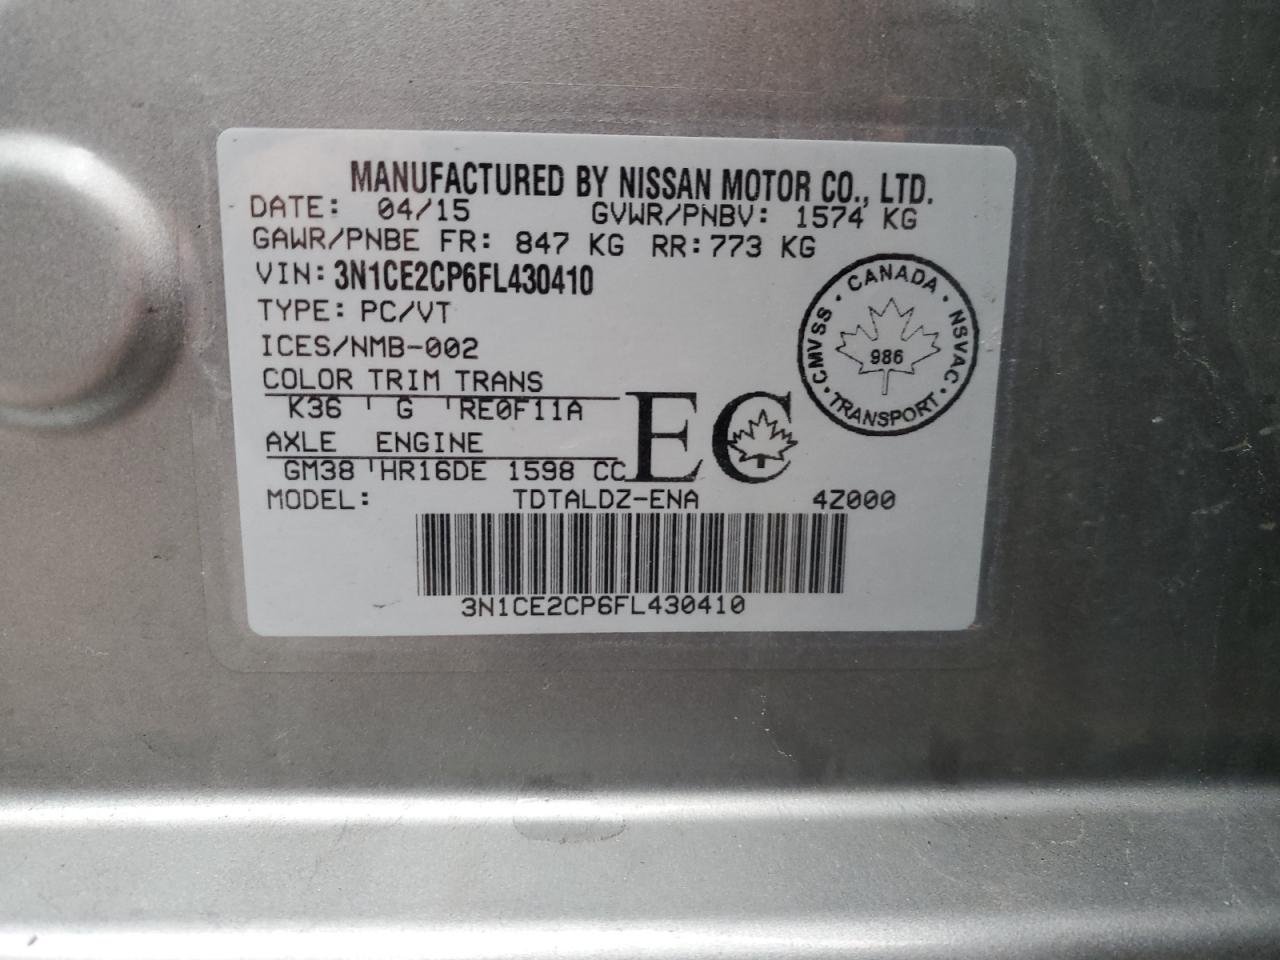 MANUFACTURED BY NISSAN MOTOR CO., LTD.
DATE: 04/15 GVWR/PNBV: 1574 KG
GAWR/PNBE FR: 847 KG RR:773 KG
VIN: 3N1CE2CP6FL430410
TYPE: PC/VT
ICES/NMB-002
COLOR TRIM TRANS
K36 G RE0F11A
AXLE ENGINE
GM38 HR16DE 1598 CC
EC
CMVSS · CANADA · NSVAC · TRANSPORT ·
986
MODEL: TDTALDZ-ENA 4Z000
3N1CE2CP6FL430410